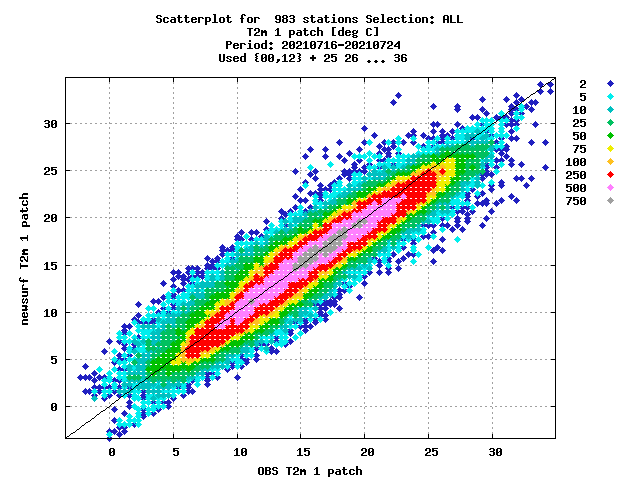 Scatterplot for  983 stations Selection: ALL
T2m 1 patch [deg C]
Period: 20210716-20210724
Used {00,12} + 25 26 ... 36
2
5
10
25
50
75
100
250
500
750
30
25
20
15
10
5
0
newsurf T2m 1 patch
0 5 10 15 20 25 30
OBS T2m 1 patch